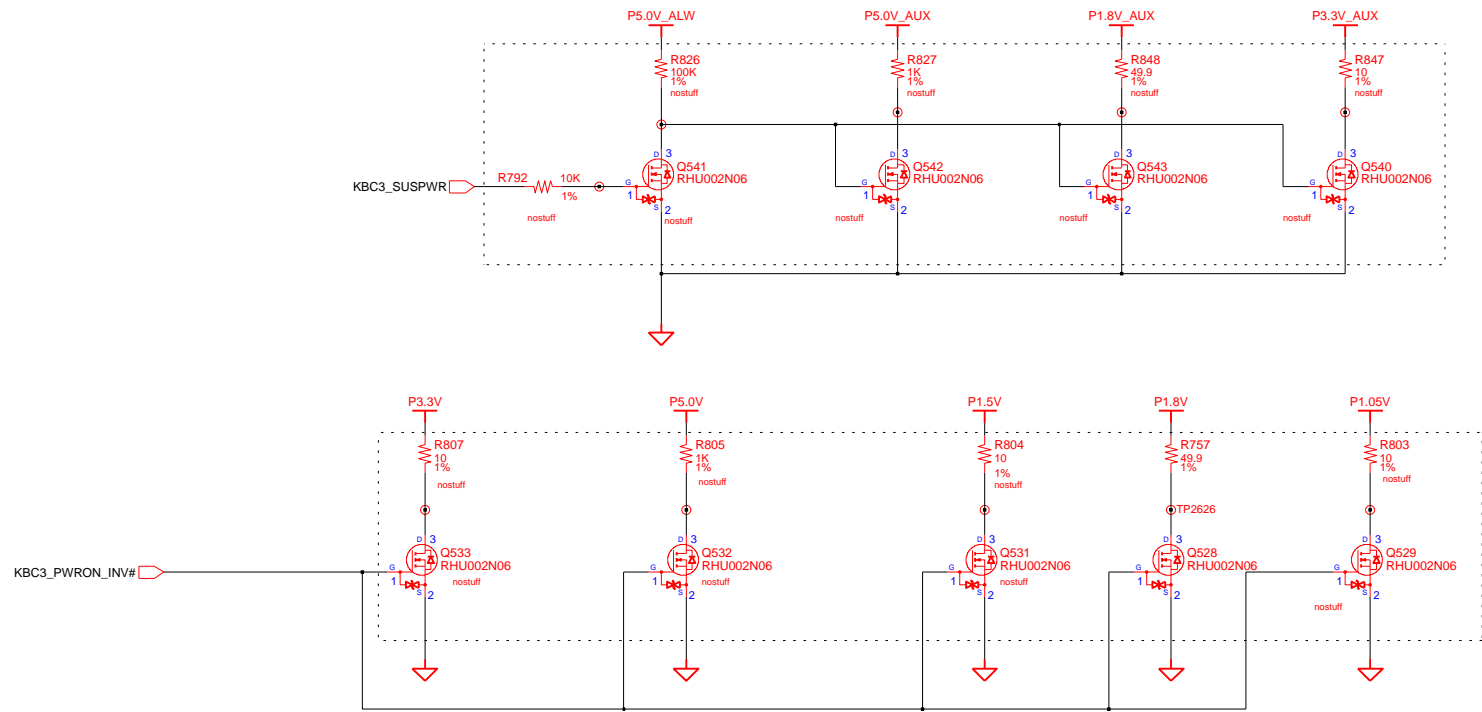 P5.0V_ALW
P5.0V_AUX
P1.8V_AUX
P3.3V_AUX
R826
100K
1%
nostuff
R827
1K
1%
nostuff
R848
49.9
1%
nostuff
R847
10
1%
nostuff
KBC3_SUSPWR
R792
10K
1%
nostuff
D 3
Q541
RHU002N06
G
1
S
2
nostuff
D 3
Q542
RHU002N06
G
1
S
2
nostuff
D 3
Q543
RHU002N06
G
1
S
2
nostuff
D 3
Q540
RHU002N06
G
1
S
2
nostuff
P3.3V
P5.0V
P1.5V
P1.8V
P1.05V
R807
10
1%
nostuff
R805
1K
1%
nostuff
R804
10
1%
nostuff
R757
49.9
1%
R803
10
1%
nostuff
TP2626
KBC3_PWRON_INV#
D 3
Q533
RHU002N06
G
1
S
2
nostuff
D 3
Q532
RHU002N06
G
1
S
2
nostuff
D 3
Q531
RHU002N06
G
1
S
2
nostuff
D 3
Q528
RHU002N06
G
1
S
2
D 3
Q529
RHU002N06
G
1
S
2
nostuff